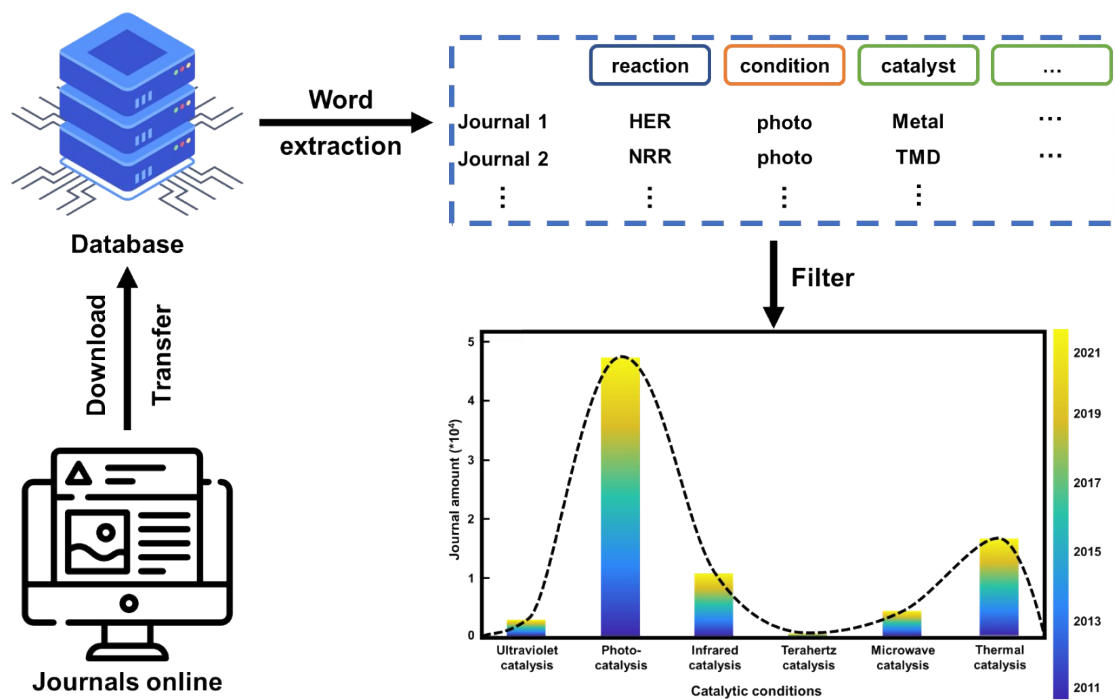 Database
Download
Transfer
Journals online
Word
extraction
reaction condition catalyst ...
Journal 1 HER photo Metal ...
Journal 2 NRR photo TMD ...
Filter
Journal amount (*10⁴)
5
4
3
2
1
0
Ultraviolet
catalysis
Photo-
catalysis
Infrared
catalysis
Terahertz
catalysis
Microwave
catalysis
Thermal
catalysis
Catalytic conditions
2021
2019
2017
2015
2013
2011